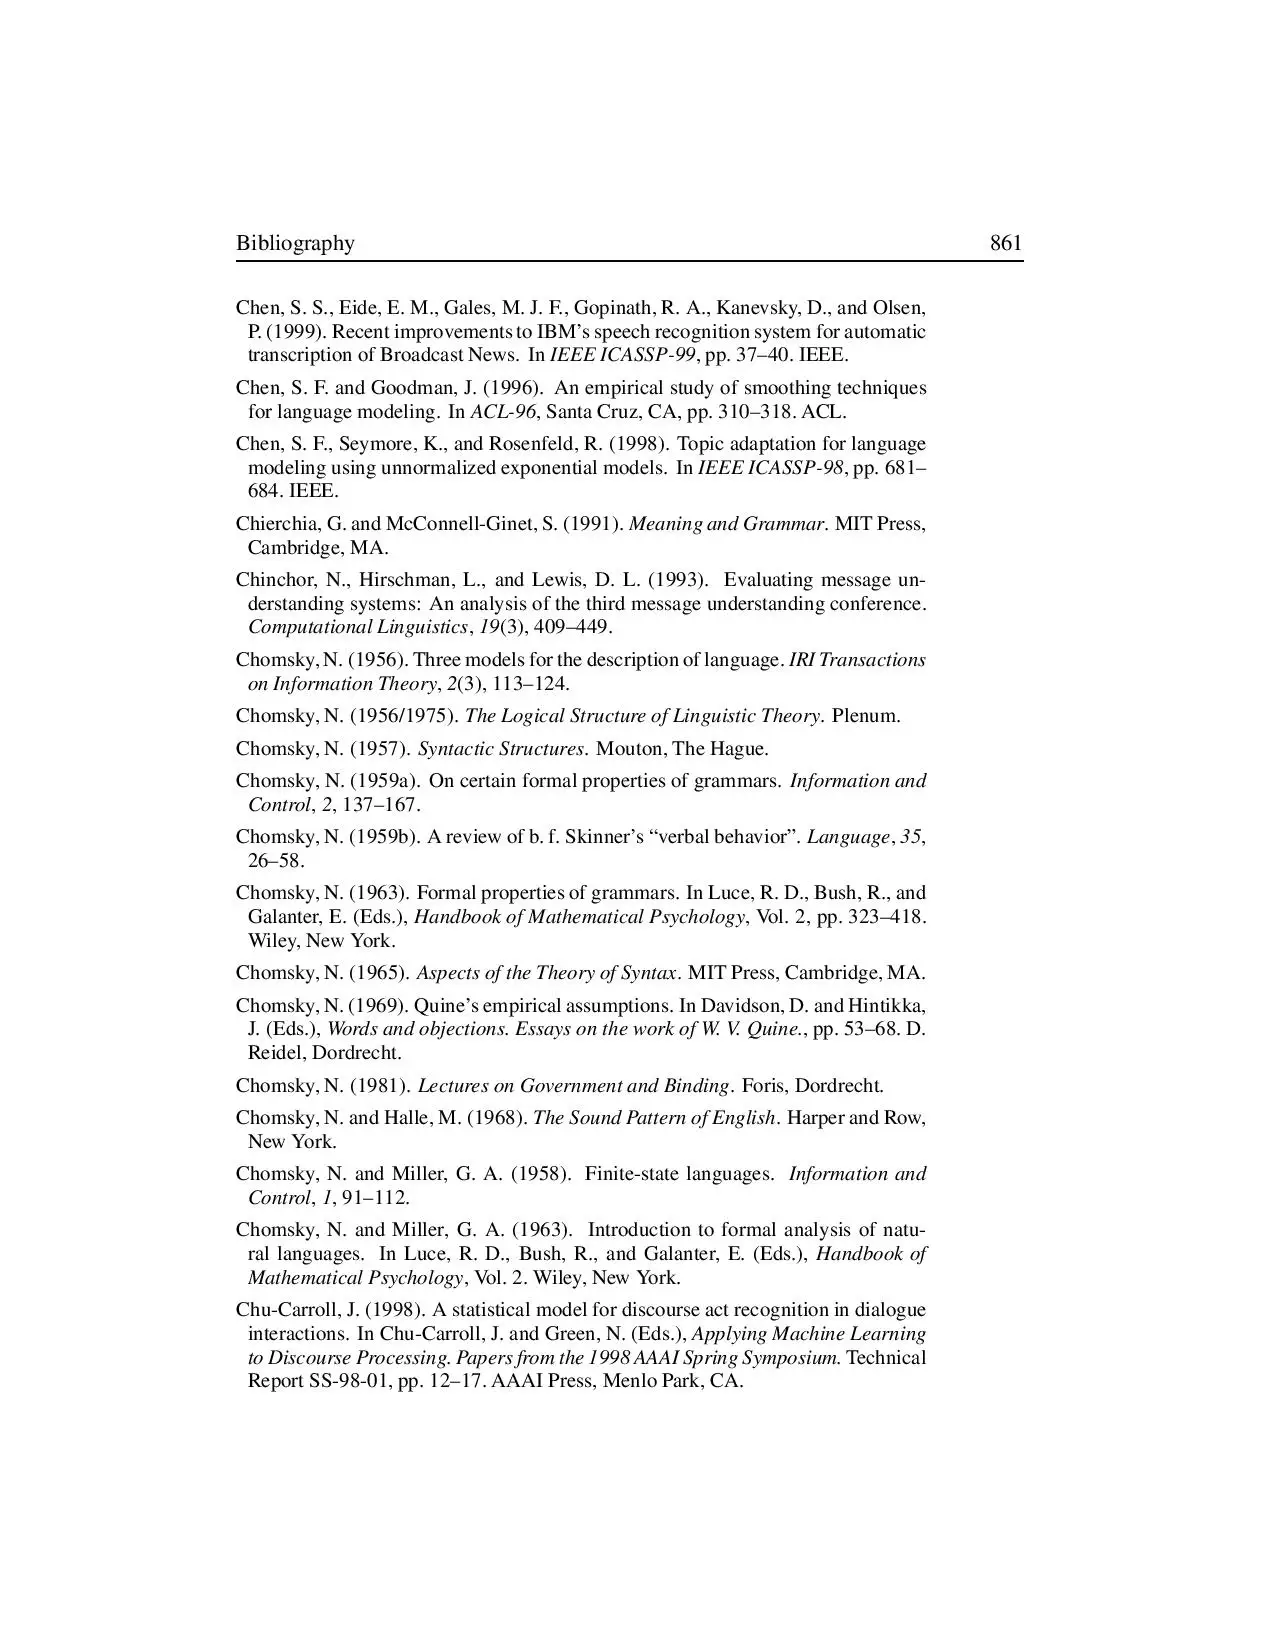 Bibliography 861
Chen, S. S., Eide, E. M., Gales, M. J. F., Gopinath, R. A., Kanevsky, D., and Olsen,
P. (1999). Recent improvements to IBM’s speech recognition system for automatic
transcription of Broadcast News. In IEEE ICASSP-99, pp. 37–40. IEEE.
Chen, S. F. and Goodman, J. (1996). An empirical study of smoothing techniques
for language modeling. In ACL-96, Santa Cruz, CA, pp. 310–318. ACL.
Chen, S. F., Seymore, K., and Rosenfeld, R. (1998). Topic adaptation for language
modeling using unnormalized exponential models. In IEEE ICASSP-98, pp. 681–
684. IEEE.
Chierchia, G. and McConnell-Ginet, S. (1991). Meaning and Grammar. MIT Press,
Cambridge, MA.
Chinchor, N., Hirschman, L., and Lewis, D. L. (1993). Evaluating message un-
derstanding systems: An analysis of the third message understanding conference.
Computational Linguistics, 19(3), 409–449.
Chomsky, N. (1956). Three models for the description of language. IRI Transactions
on Information Theory, 2(3), 113–124.
Chomsky, N. (1956/1975). The Logical Structure of Linguistic Theory. Plenum.
Chomsky, N. (1957). Syntactic Structures. Mouton, The Hague.
Chomsky, N. (1959a). On certain formal properties of grammars. Information and
Control, 2, 137–167.
Chomsky, N. (1959b). A review of b. f. Skinner’s “verbal behavior”. Language, 35,
26–58.
Chomsky, N. (1963). Formal properties of grammars. In Luce, R. D., Bush, R., and
Galanter, E. (Eds.), Handbook of Mathematical Psychology, Vol. 2, pp. 323–418.
Wiley, New York.
Chomsky, N. (1965). Aspects of the Theory of Syntax. MIT Press, Cambridge, MA.
Chomsky, N. (1969). Quine’s empirical assumptions. In Davidson, D. and Hintikka,
J. (Eds.), Words and objections. Essays on the work of W. V. Quine., pp. 53–68. D.
Reidel, Dordrecht.
Chomsky, N. (1981). Lectures on Government and Binding. Foris, Dordrecht.
Chomsky, N. and Halle, M. (1968). The Sound Pattern of English. Harper and Row,
New York.
Chomsky, N. and Miller, G. A. (1958). Finite-state languages. Information and
Control, 1, 91–112.
Chomsky, N. and Miller, G. A. (1963). Introduction to formal analysis of natu-
ral languages. In Luce, R. D., Bush, R., and Galanter, E. (Eds.), Handbook of
Mathematical Psychology, Vol. 2. Wiley, New York.
Chu-Carroll, J. (1998). A statistical model for discourse act recognition in dialogue
interactions. In Chu-Carroll, J. and Green, N. (Eds.), Applying Machine Learning
to Discourse Processing. Papers from the 1998 AAAI Spring Symposium. Technical
Report SS-98-01, pp. 12–17. AAAI Press, Menlo Park, CA.